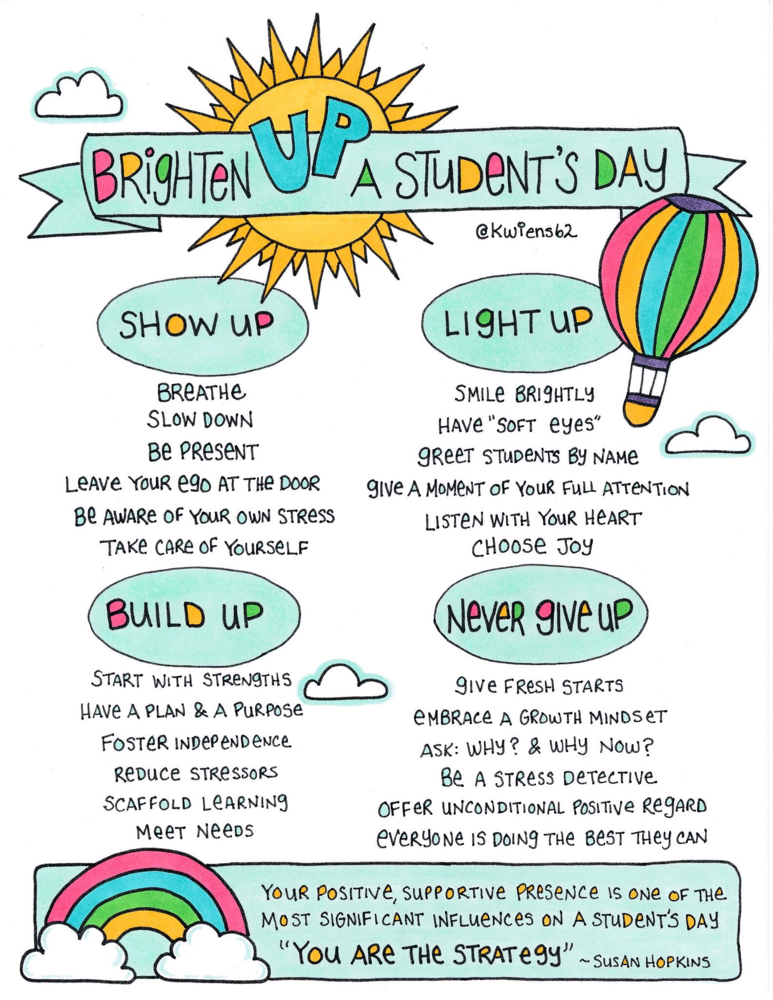 BRighTeN UP A STUDeNT'S DAy
@Kwiens62
SHOW UP
BReATHe
SLOW DOWN
Be PReSeNT
LeAVe YOUR egO AT THe DOOR
Be AWARe OF YOUR OWN STReSS
TAKe CARe OF YOURSeLF
LIgHT UP
SMILe BRIgHTLy
HAVe "SOFT eyeS"
gReeT STUDeNTS By NAMe
gIVe A MOMeNT OF YOUR FULL ATTeNTION
LISTeN WITH YOUR HeART
CHOOSe JOy
BUILD UP
START WITH STReNgTHS
HAVe A PLAN & A PURPOSe
FOSTeR INDePeNDeNCe
ReDUCe STReSSORS
SCAFFOLD LeARNINg
MeeT NeeDS
NeVeR gIVe UP
gIVe FReSH STARTS
eMBRACe A GROWTH MINDSeT
ASK: WHy? & WHy NOW?
Be A STReSS DeTeCTIVe
OFFeR UNCONDITIONAL POSITIVe RegARD
eVeRyONe IS DOINg THe BeST THey CAN
YOUR POSITIVe, SUPPORTIVe PReSeNCe IS ONe OF THe
MOST SIGNIFICANT INFLUeNCeS ON A STUDeNT'S DAy
"YOU ARe THe STRATegy" ~SUSAN HOPKINS